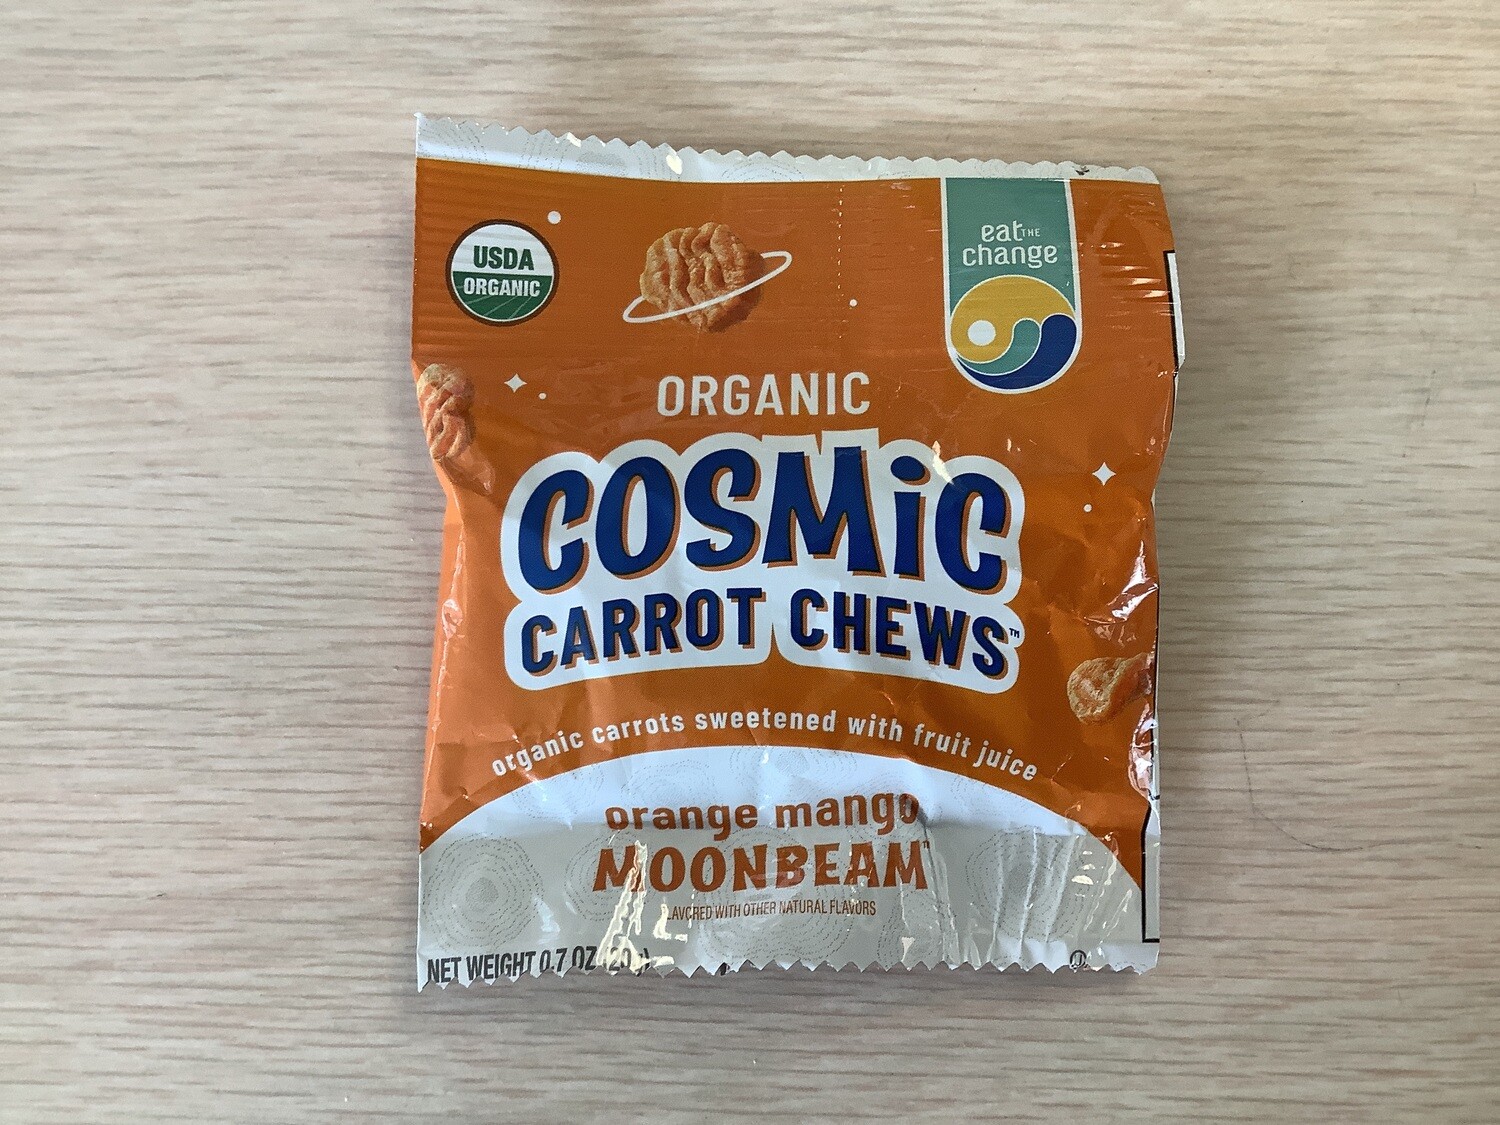 USDA
ORGANIC
eat THE
change
ORGANIC
COSMiC
CARROT CHEWS™
organic carrots sweetened with fruit juice
orange mango
MOONBEAM™
FLAVORED WITH OTHER NATURAL FLAVORS
NET WEIGHT 0.7 OZ (20g)